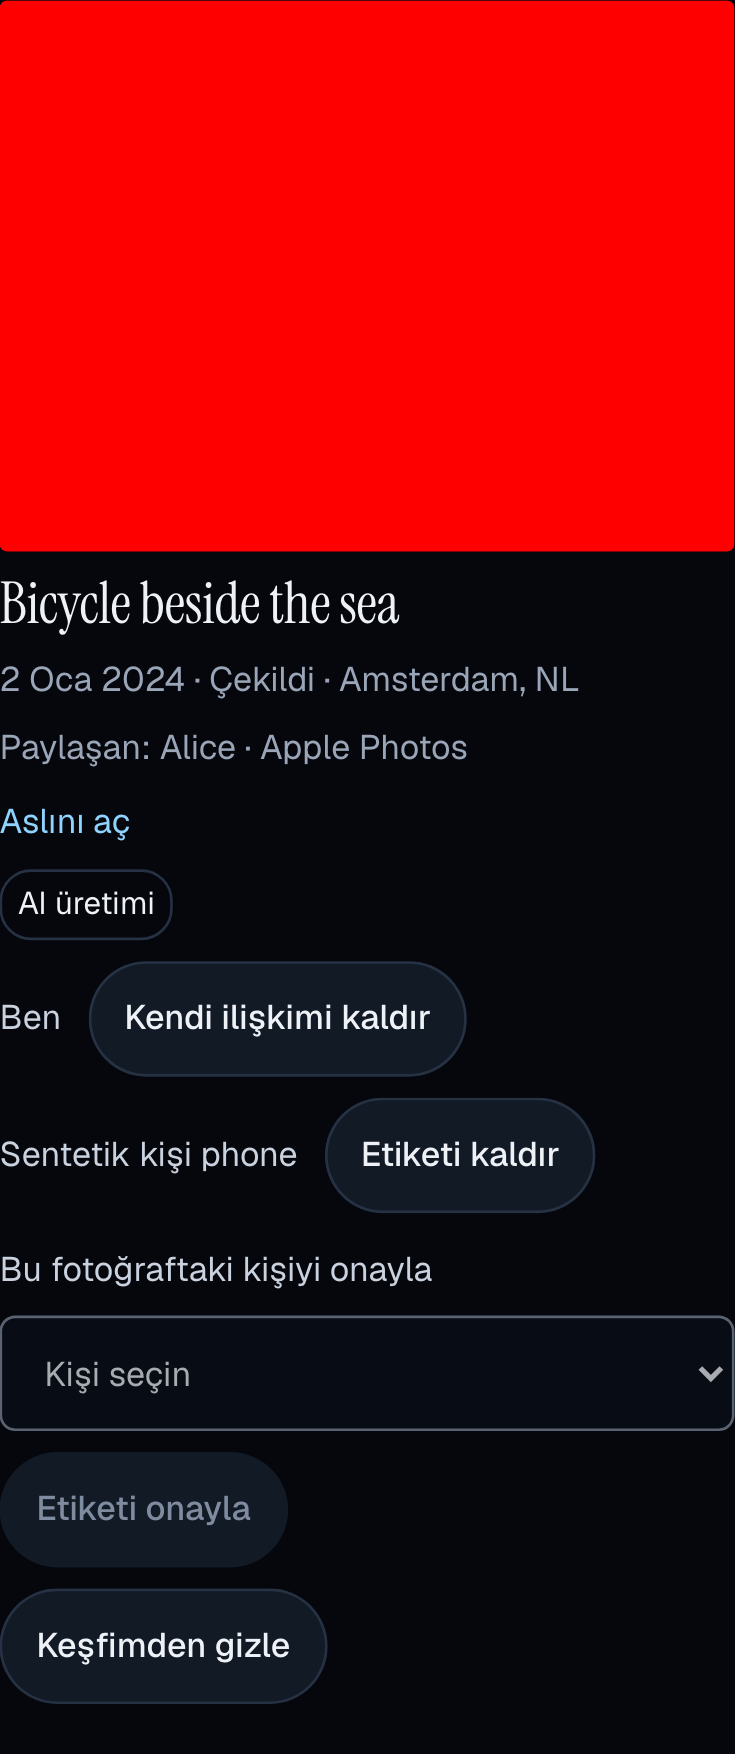 Bicycle beside the sea
2 Oca 2024 · Çekildi · Amsterdam, NL
Paylaşan: Alice · Apple Photos
Aslını aç
AI üretimi
Ben Kendi ilişkimi kaldır
Sentetik kişi phone Etiketi kaldır
Bu fotoğraftaki kişiyi onayla
Kişi seçin
Etiketi onayla
Keşfimden gizle